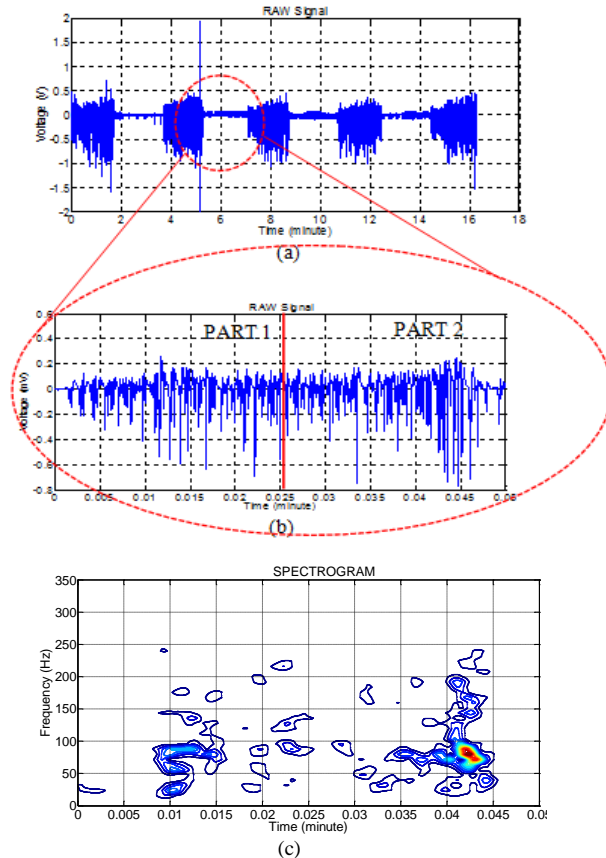 RAW Signal
2
1.5
1
0.5
0
-0.5
-1
-1.5
-2
Voltage (V)
0 2 4 6 8 10 12 14 16 18
Time (minute)
(a)
RAW Signal
0.6
0.4
0.2
0
-0.2
-0.4
-0.6
-0.8
Voltage (mV)
PART 1 PART 2
0 0.005 0.01 0.015 0.02 0.025 0.03 0.035 0.04 0.045 0.05
Time (minute)
(b)
SPECTROGRAM
350
300
250
200
150
100
50
0
Frequency (Hz)
0 0.005 0.01 0.015 0.02 0.025 0.03 0.035 0.04 0.045
Time (minute)
(c)